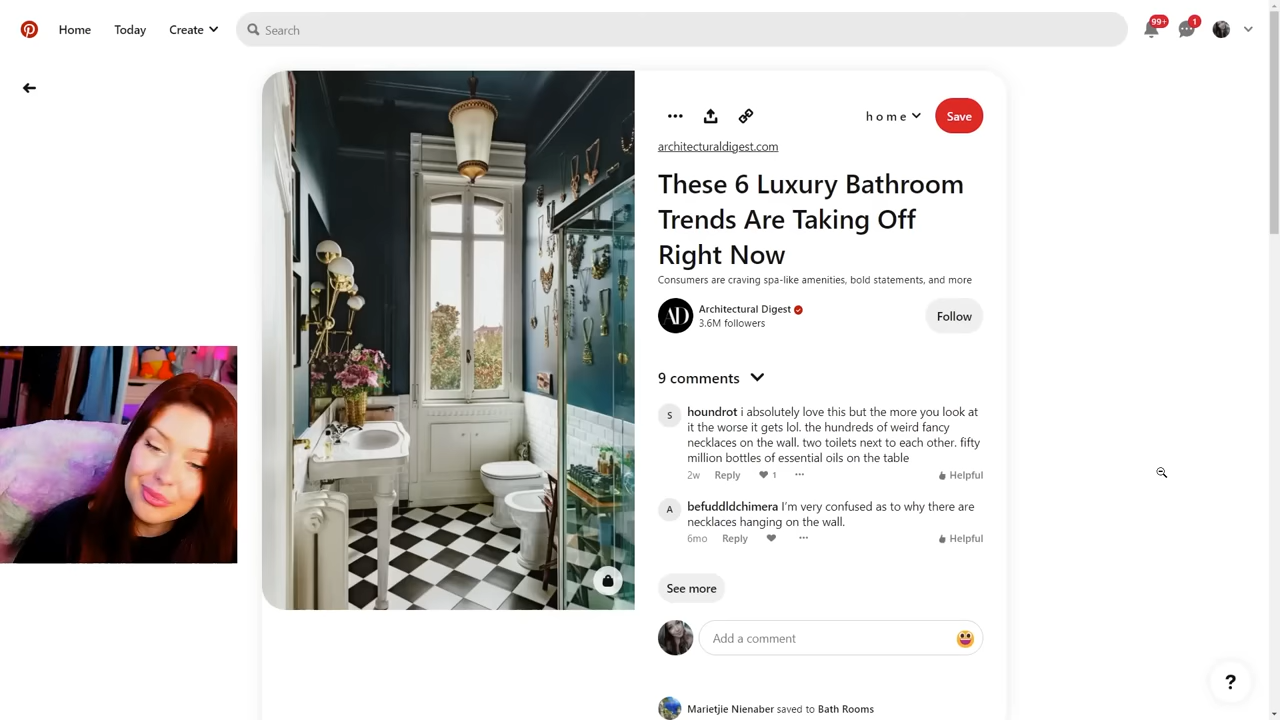 Home
Today
Create
Search
99+
1
h o m e
Save
architecturaldigest.com
These 6 Luxury Bathroom
Trends Are Taking Off
Right Now
Consumers are craving spa-like amenities, bold statements, and more
AD
Architectural Digest
3.6M followers
Follow
9 comments
S
houndrot i absolutely love this but the more you look at
it the worse it gets lol. the hundreds of weird fancy
necklaces on the wall. two toilets next to each other. fifty
million bottles of essential oils on the table
2w
Reply
1
Helpful
A
befuddldchimera I'm very confused as to why there are
necklaces hanging on the wall.
6mo
Reply
Helpful
See more
Add a comment
Marietjie Nienaber saved to Bath Rooms
?